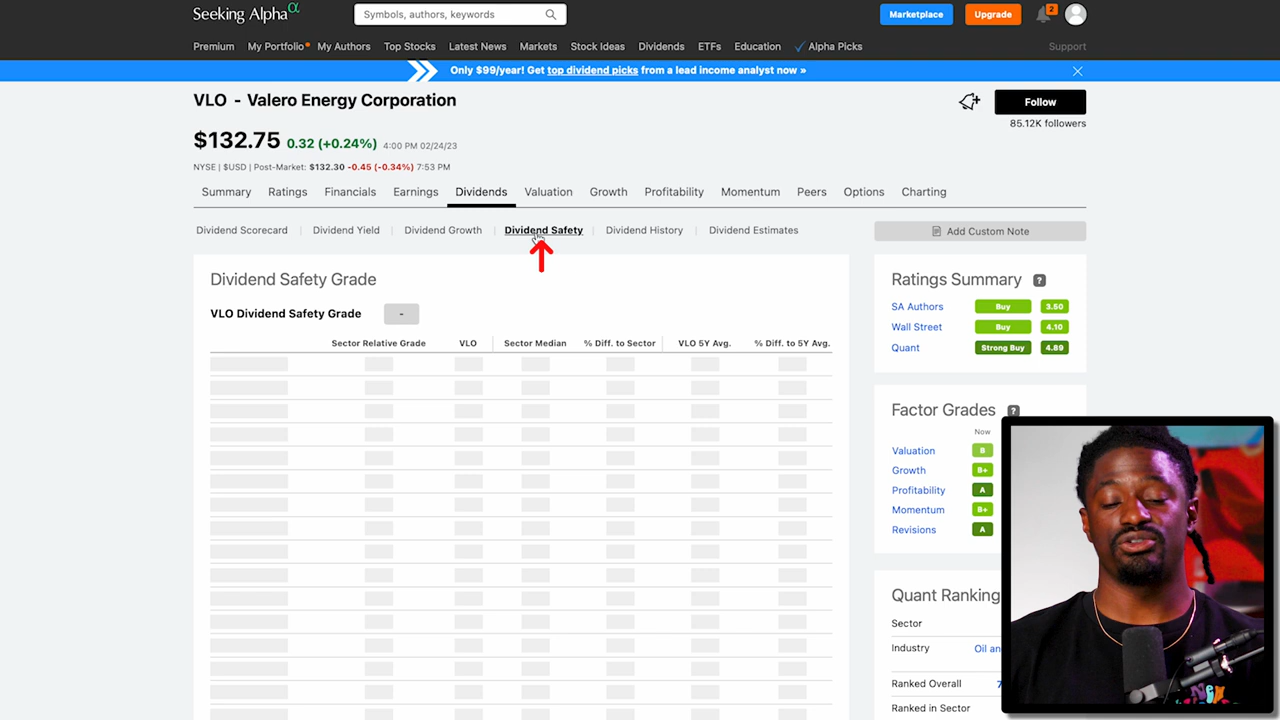 Seeking Alpha α
Symbols, authors, keywords
Marketplace
Upgrade
2
Premium My Portfolio My Authors Top Stocks Latest News Markets Stock Ideas Dividends ETFs Education Alpha Picks Support
Only $99/year! Get top dividend picks from a lead income analyst now »
VLO - Valero Energy Corporation
Follow
85.12K followers
$132.75 0.32 (+0.24%) 4:00 PM 02/24/23
NYSE | $USD | Post-Market: $132.30 -0.45 (-0.34%) 7:53 PM
Summary Ratings Financials Earnings Dividends Valuation Growth Profitability Momentum Peers Options Charting
Dividend Scorecard | Dividend Yield | Dividend Growth | Dividend Safety | Dividend History | Dividend Estimates
Add Custom Note
Dividend Safety Grade
VLO Dividend Safety Grade -
Sector Relative Grade VLO Sector Median % Diff. to Sector VLO 5Y Avg. % Diff. to 5Y Avg.
Ratings Summary ?
SA Authors Buy 3.50
Wall Street Buy 4.10
Quant Strong Buy 4.89
Factor Grades ?
Now
Valuation B
Growth B+
Profitability A
Momentum B+
Revisions A
Quant Ranking
Sector
Industry Oil an
Ranked Overall 7
Ranked in Sector